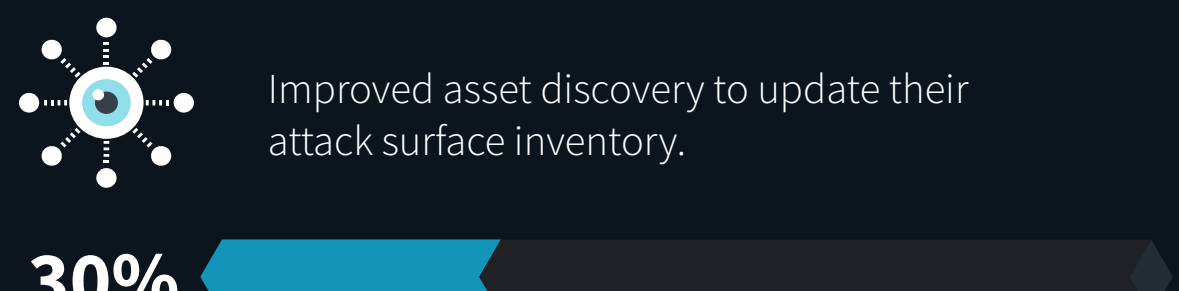 Improved asset discovery to update their
attack surface inventory.
30%